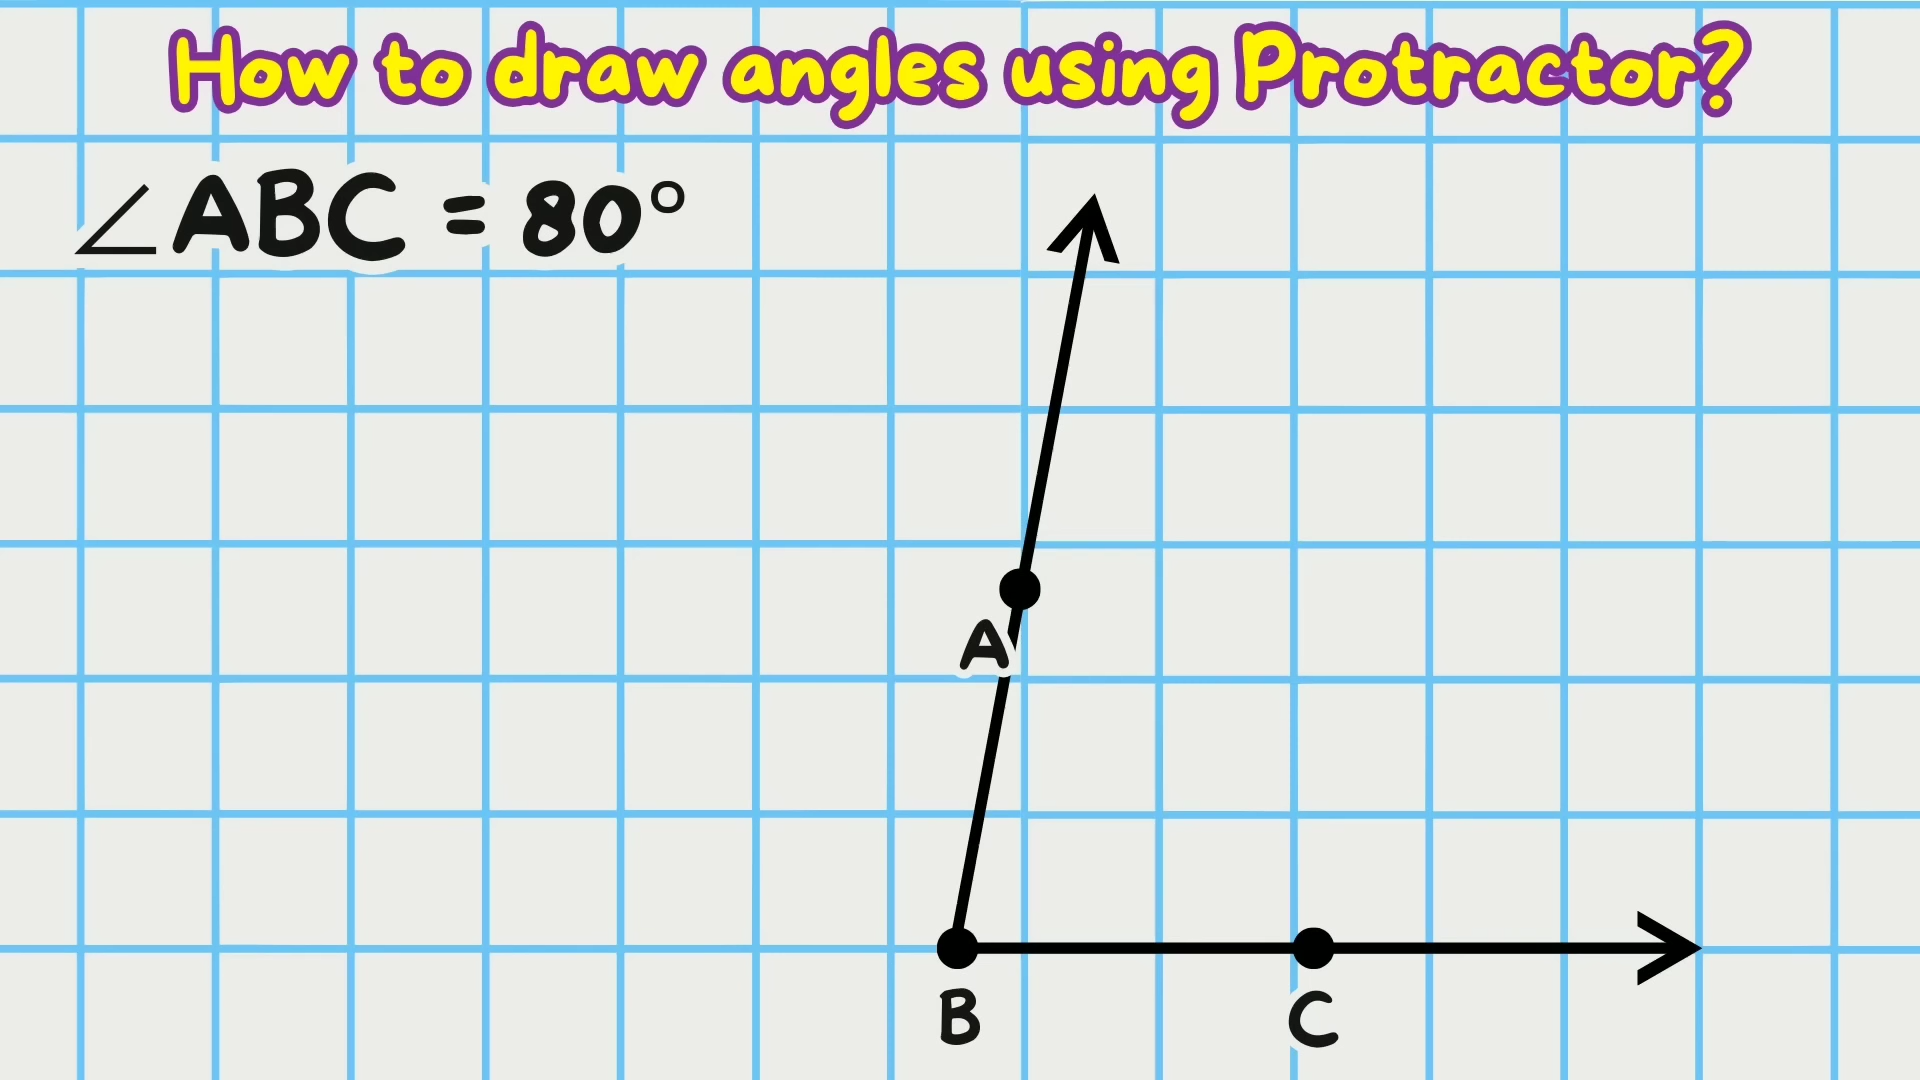 How to draw angles using Protractor?
∠ABC = 80°
A
B
C